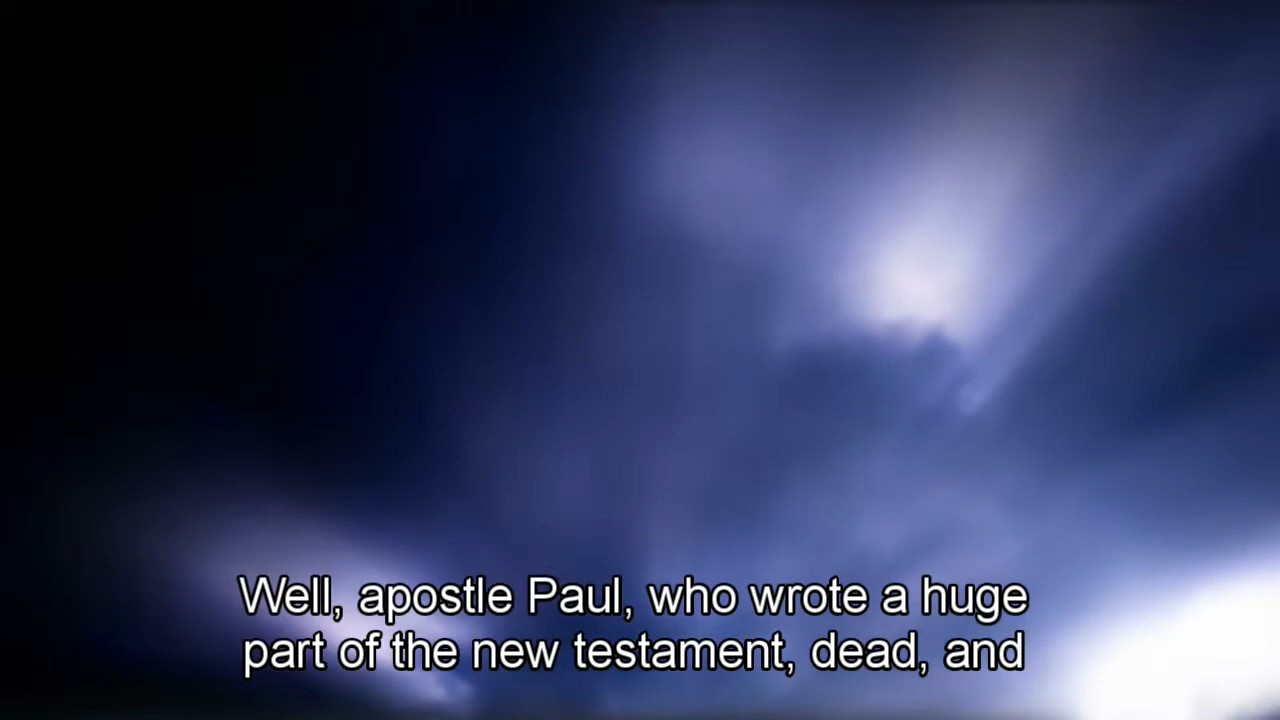 Well, apostle Paul, who wrote a huge
part of the new testament, dead, and